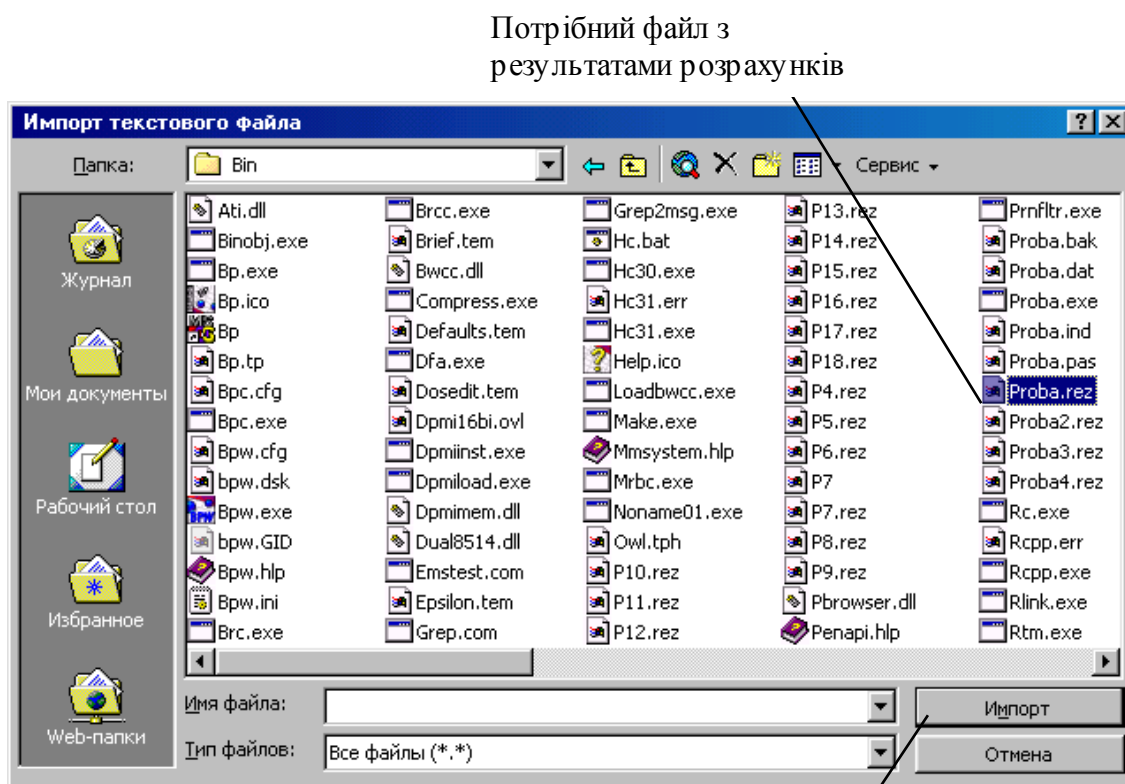 Потрібний файл з
результатами розрахунків
Импорт текстового файла
Папка:
Bin
Сервис
Журнал
Мои документы
Рабочий стол
Избранное
Web-папки
Ati.dll
Binobj.exe
Bp.exe
Bp.ico
Bp
Bp.tp
Bpc.cfg
Bpc.exe
Bpw.cfg
bpw.dsk
Bpw.exe
bpw.GID
Bpw.hlp
Bpw.ini
Brc.exe
Brcc.exe
Brief.tem
Bwcc.dll
Compress.exe
Defaults.tem
Dfa.exe
Dosedit.tem
Dpmi16bi.ovl
Dpmiinst.exe
Dpmiload.exe
Dpmimem.dll
Dual8514.dll
Emstest.com
Epsilon.tem
Grep.com
Grep2msg.exe
Hc.bat
Hc30.exe
Hc31.err
Hc31.exe
Help.ico
Loadbwcc.exe
Make.exe
Mmsystem.hlp
Mrbc.exe
Noname01.exe
Owl.tph
P10.rez
P11.rez
P12.rez
P13.rez
P14.rez
P15.rez
P16.rez
P17.rez
P18.rez
P4.rez
P5.rez
P6.rez
P7
P7.rez
P8.rez
P9.rez
Pbrowser.dll
Penapi.hlp
Prnfltr.exe
Proba.bak
Proba.dat
Proba.exe
Proba.ind
Proba.pas
Proba.rez
Proba2.rez
Proba3.rez
Proba4.rez
Rc.exe
Rcpp.err
Rcpp.exe
Rlink.exe
Rtm.exe
Имя файла:
Импорт
Тип файлов:
Все файлы (*.*)
Отмена